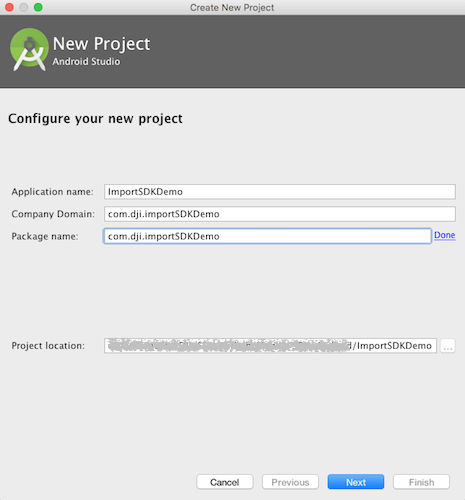 Create New Project
New Project
Android Studio
Configure your new project
Application name: ImportSDKDemo
Company Domain: com.dji.importSDKDemo
Package name: com.dji.importSDKDemo Done
Project location: /ImportSDKDemo ...
Cancel Previous Next Finish